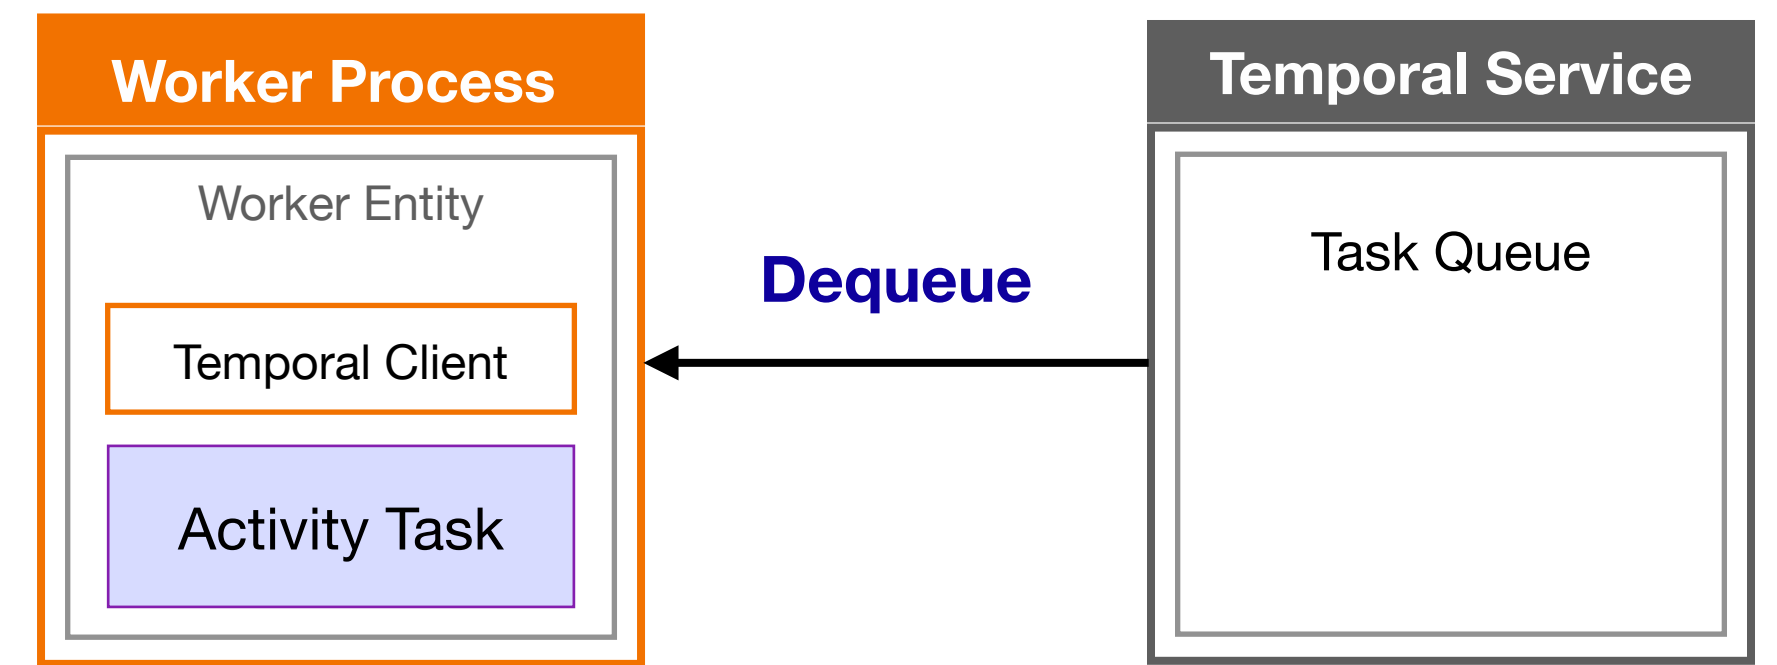 Worker Process
Worker Entity
Temporal Client
Activity Task
Dequeue
Temporal Service
Task Queue